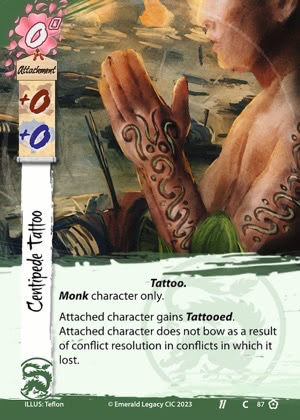 0
Attachment
+0
+0
Centipede Tattoo
Tattoo.
Monk character only.
Attached character gains Tattooed.
Attached character does not bow as a result
of conflict resolution in conflicts in which it
lost.
ILLUS: Teflon
© Emerald Legacy CIC 2023
C
87